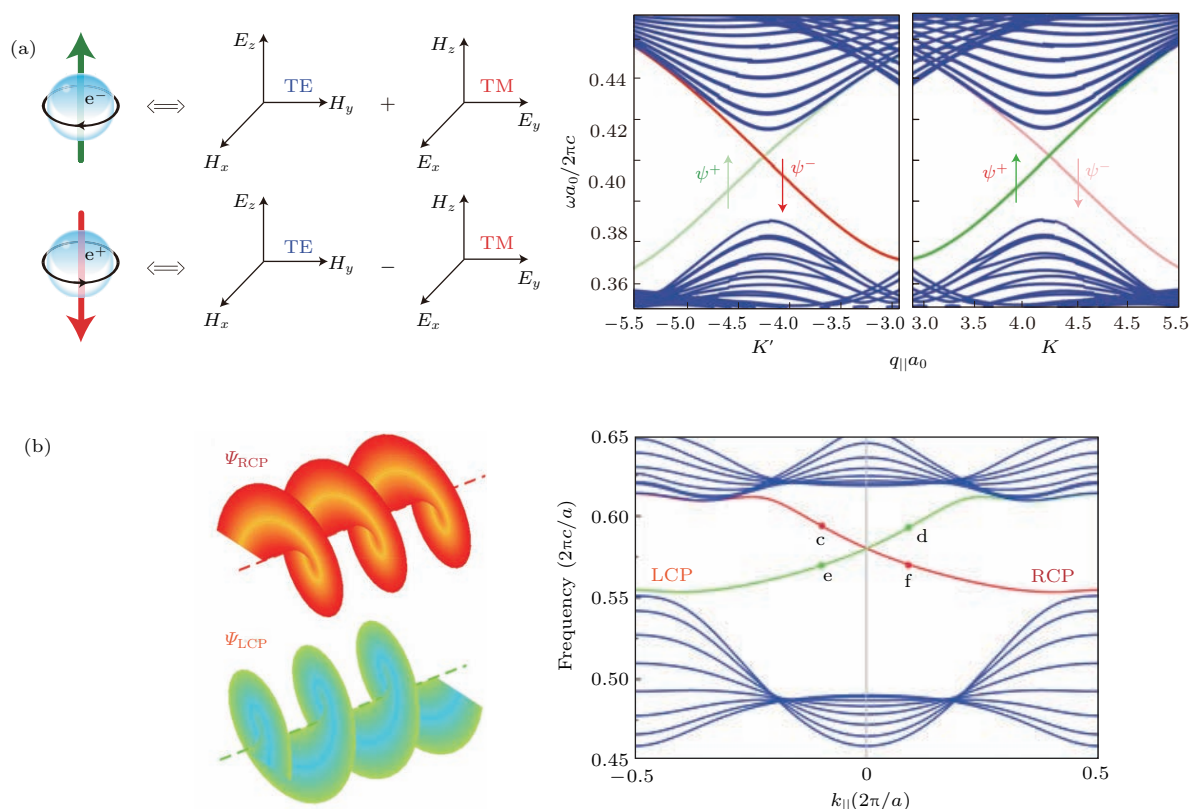 (a)
e⁻ ⟺ E_z TE H_y H_x + H_z TM E_y E_x
e⁺ ⟺ E_z TE H_y H_x − H_z TM E_y E_x
ωa₀/2πc
0.44
0.42
0.40
0.38
0.36
ψ⁺ ψ⁻ ψ⁺ ψ⁻
−5.5 −5.0 −4.5 −4.0 −3.5 −3.0 3.0 3.5 4.0 4.5 5.0 5.5
K′ K
q||a₀
(b)
Ψ_RCP
Ψ_LCP
Frequency (2πc/a)
0.65
0.60
0.55
0.50
0.45
c d
e f
LCP RCP
−0.5 0 0.5
k||(2π/a)